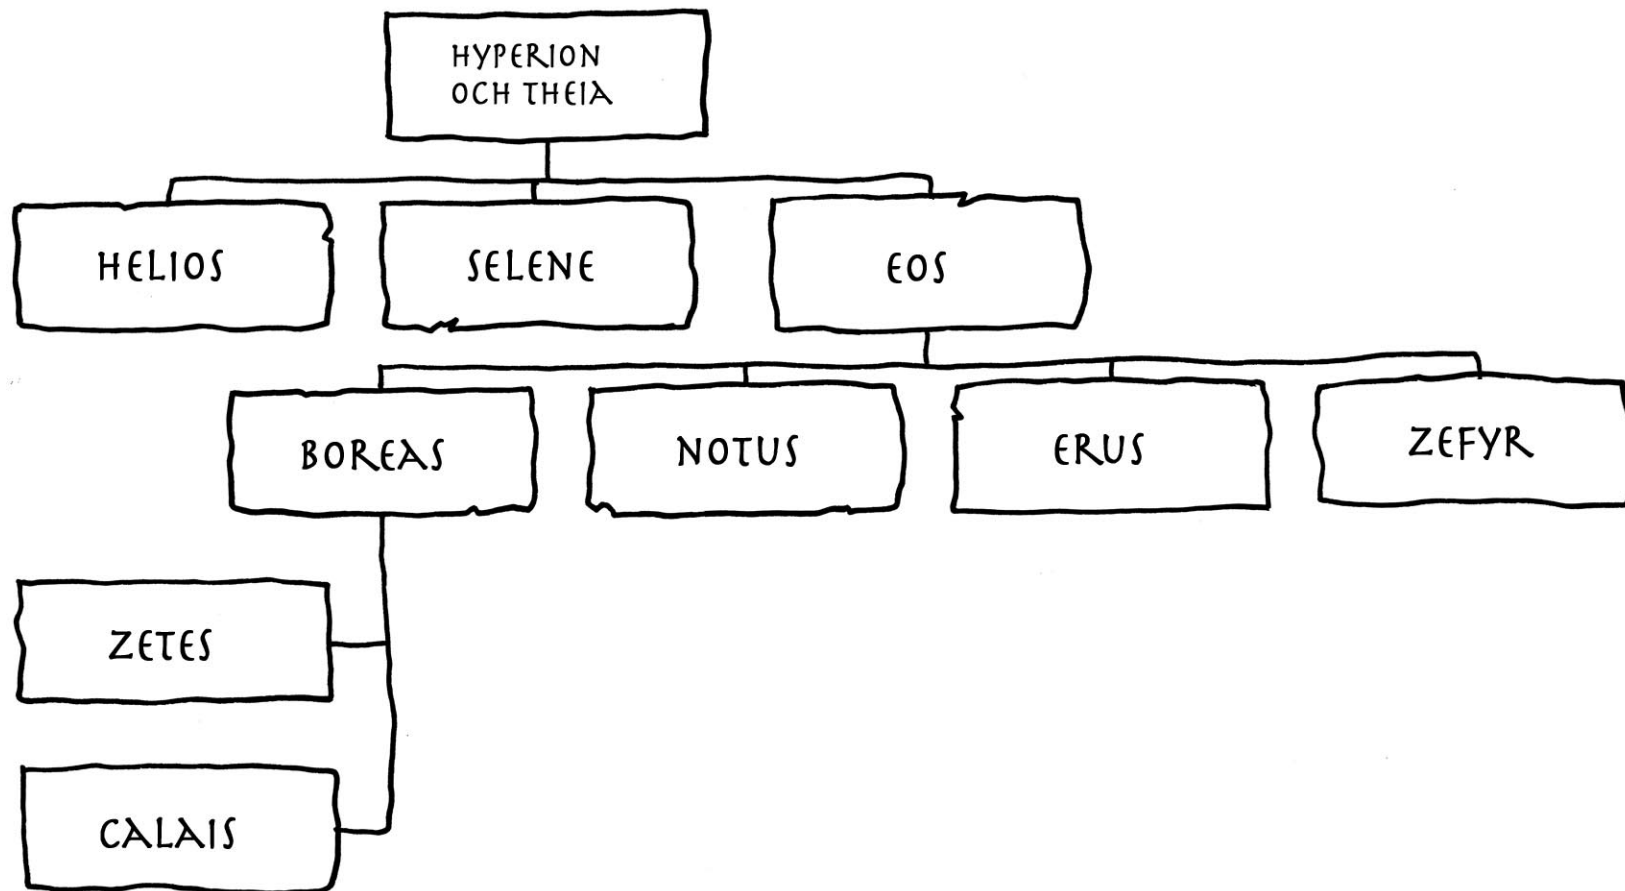 HYPERION
OCH THEIA
HELIOS
SELENE
EOS
BOREAS
NOTUS
ERUS
ZEFYR
ZETES
CALAIS